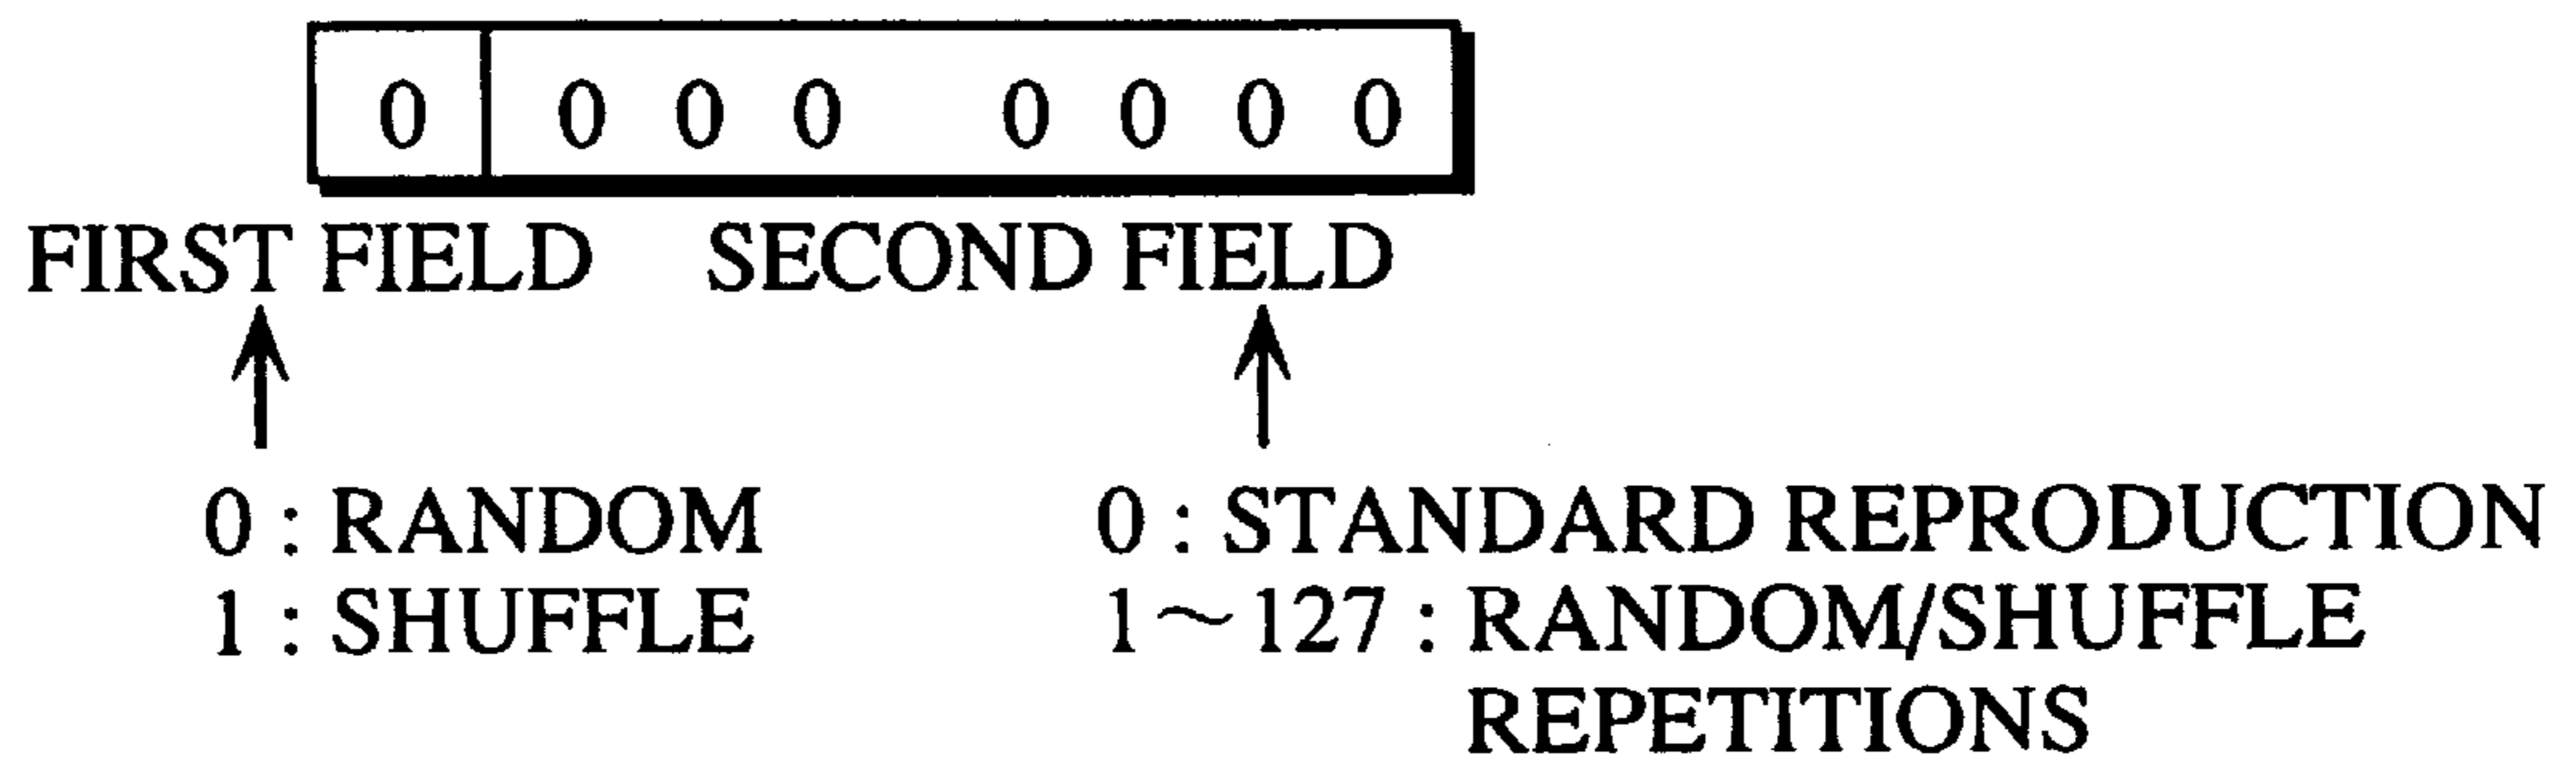 0 0 0 0 0 0 0 0
FIRST FIELD SECOND FIELD
0 : RANDOM 0 : STANDARD REPRODUCTION
1 : SHUFFLE 1~127 : RANDOM/SHUFFLE
REPETITIONS